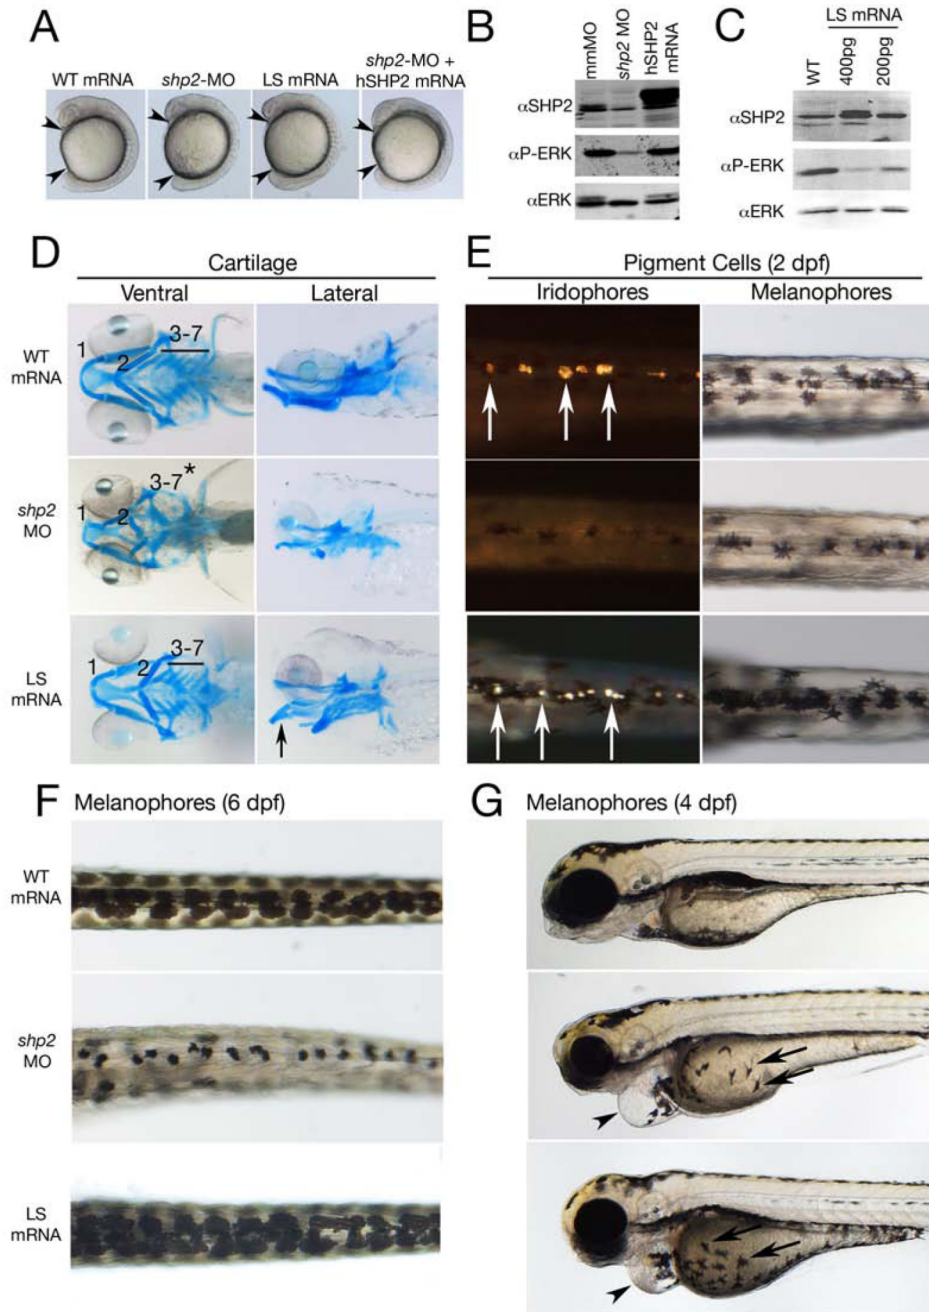 A
WT mRNA
shp2-MO
LS mRNA
shp2-MO +
hSHP2 mRNA
B
mmMO
shp2 MO
hSHP2
mRNA
αSHP2
αP-ERK
αERK
C
LS mRNA
WT
400pg
200pg
αSHP2
αP-ERK
αERK
D
Cartilage
Ventral
Lateral
WT
mRNA
1
2
3-7
shp2
MO
1
2
3-7*
LS
mRNA
1
2
3-7
E
Pigment Cells (2 dpf)
Iridophores
Melanophores
F Melanophores (6 dpf)
WT
mRNA
shp2
MO
LS
mRNA
G Melanophores (4 dpf)